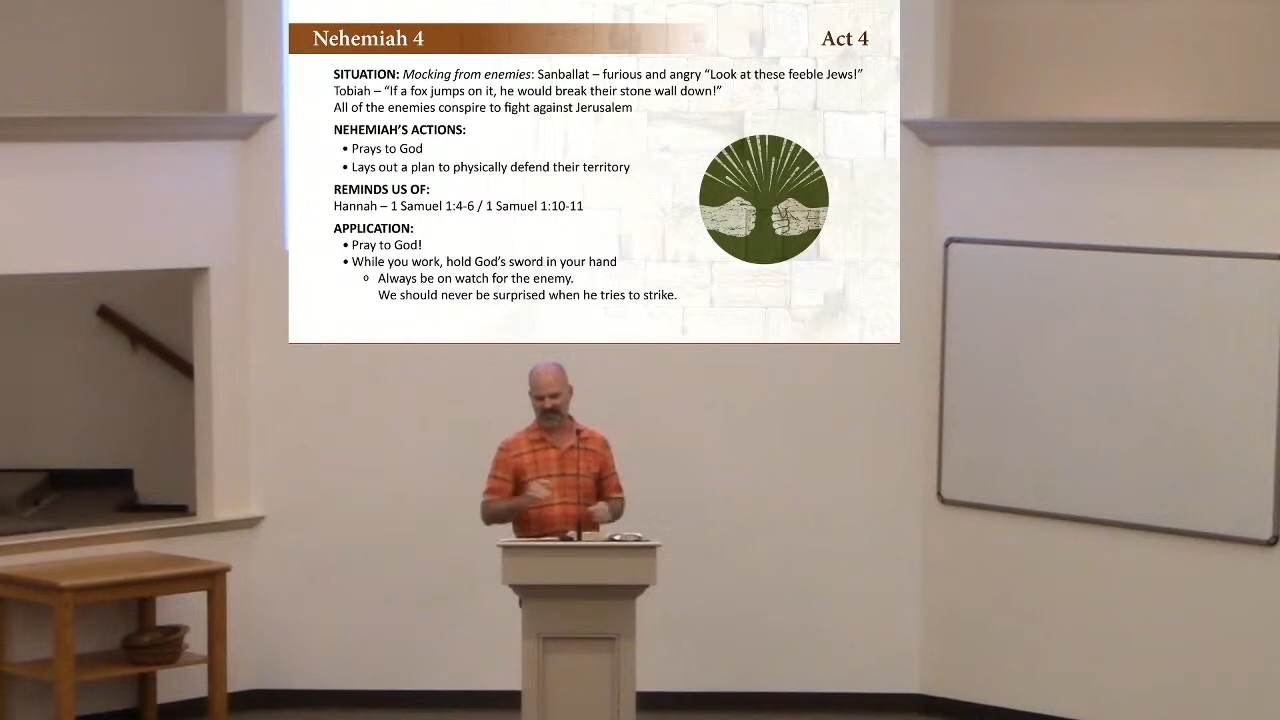 Nehemiah 4
Act 4
SITUATION: Mocking from enemies: Sanballat – furious and angry “Look at these feeble Jews!”
Tobiah – “If a fox jumps on it, he would break their stone wall down!”
All of the enemies conspire to fight against Jerusalem
NEHEMIAH’S ACTIONS:
• Prays to God
• Lays out a plan to physically defend their territory
REMINDS US OF:
Hannah – 1 Samuel 1:4-6 / 1 Samuel 1:10-11
APPLICATION:
• Pray to God!
• While you work, hold God’s sword in your hand
o Always be on watch for the enemy.
We should never be surprised when he tries to strike.